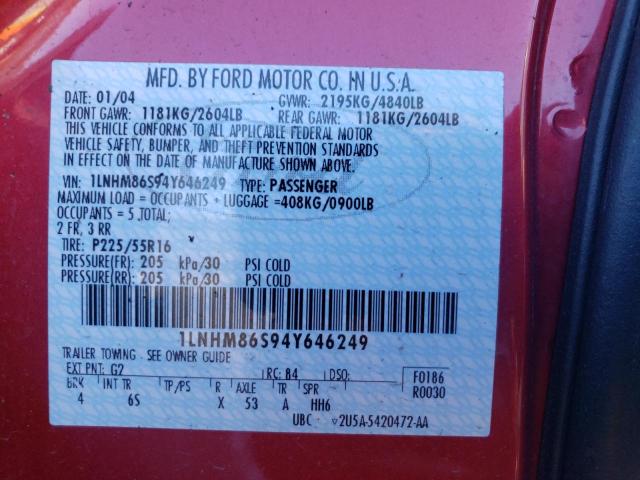 MFD. BY FORD MOTOR CO. IN U.S.A.
DATE: 01/04 GVWR: 2195KG/4840LB
FRONT GAWR: 1181KG/2604LB REAR GAWR: 1181KG/2604LB
THIS VEHICLE CONFORMS TO ALL APPLICABLE FEDERAL MOTOR
VEHICLE SAFETY, BUMPER, AND THEFT PREVENTION STANDARDS
IN EFFECT ON THE DATE OF MANUFACTURE SHOWN ABOVE.
VIN: 1LNHM86S94Y646249 TYPE: PASSENGER
MAXIMUM LOAD = OCCUPANTS + LUGGAGE = 408KG/0900LB
OCCUPANTS = 5 TOTAL;
2 FR, 3 RR
TIRE: P225/55R16
PRESSURE(FR): 205 kPa/30 PSI COLD
PRESSURE(RR): 205 kPa/30 PSI COLD
1LNHM86S94Y646249
TRAILER TOWING - SEE OWNER GUIDE
EXT PNT: G2 RC: 84 DSO: F0186
BRK INT TR TP/PS R AXLE TR SPR R0030
4 6S X 53 A HH6
UBC 2U5A-5420472-AA